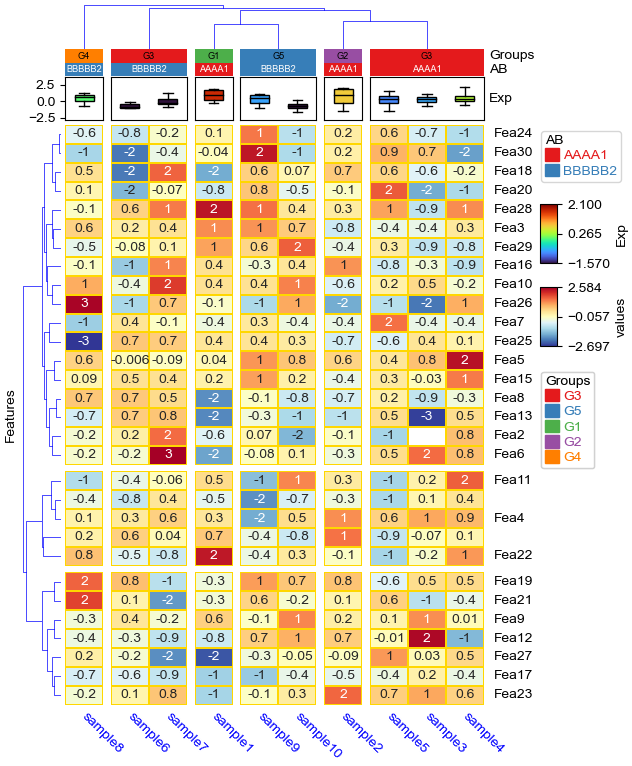 G4 G3 G1 G5 G2 G3 Groups
BBBBB2 BBBBB2 AAAA1 BBBBB2 AAAA1 AAAA1 AB
2.5
0.0
−2.5
Exp
-0.6 -0.8 -0.2 0.1 1 -1 0.2 0.6 -0.7 -1 Fea24
-1 -2 -0.4 -0.04 2 -1 0.2 0.9 0.7 -2 Fea30
0.5 -2 2 -2 0.6 0.07 0.7 0.6 -0.6 -0.2 Fea18
0.1 -2 -0.07 -0.8 0.8 -0.5 -0.1 2 -2 -1 Fea20
-0.1 0.6 1 2 1 0.4 0.3 1 -0.9 1 Fea28
0.6 0.2 0.4 1 1 0.7 -0.8 -0.4 -0.4 0.3 Fea3
-0.5 -0.08 0.1 1 0.6 2 -0.4 0.3 -0.9 -0.8 Fea29
-0.1 -1 1 0.4 -0.3 0.4 1 -0.8 -0.3 -0.9 Fea16
1 -0.4 2 0.4 0.4 1 -0.6 0.2 0.5 -0.2 Fea10
3 -1 0.7 -0.1 -1 1 -2 -1 -2 1 Fea26
-1 0.4 -0.1 -0.4 0.3 -0.4 -0.4 2 -0.4 -0.4 Fea7
-3 0.7 0.7 0.4 0.4 0.3 -0.7 -0.6 0.4 0.1 Fea25
0.6 -0.006 -0.09 0.04 1 0.8 0.6 0.4 0.8 2 Fea5
0.09 0.5 0.4 0.2 1 0.2 -0.4 0.3 -0.03 1 Fea15
0.7 0.7 0.5 -2 -0.1 -0.8 -0.7 0.2 -0.9 -0.3 Fea8
-0.7 0.7 0.8 -2 -0.3 -1 -1 0.5 -3 0.5 Fea13
-0.2 0.2 2 -0.6 0.07 -2 -0.1 -1 0.8 Fea2
-0.2 -0.2 3 -2 -0.08 0.1 -0.3 0.5 2 0.8 Fea6
-1 -0.4 -0.06 0.5 -1 -1 0.3 -1 0.2 2 Fea11
-0.4 -0.8 0.4 -0.5 -2 -0.7 -0.3 -1 0.1 0.4
0.1 0.3 0.6 0.3 -2 0.5 1 0.6 1 0.9 Fea4
0.2 0.6 0.04 0.7 -0.4 -0.8 1 -0.9 -0.07 0.1
0.8 -0.5 -0.8 2 -0.4 0.3 -0.1 -1 -0.2 1 Fea22
2 0.8 -1 -0.3 1 0.7 0.8 -0.6 0.5 0.5 Fea19
2 0.1 -2 -0.3 0.6 -0.2 0.1 0.6 -1 -0.4 Fea21
-0.3 0.4 -0.2 0.6 -0.1 1 0.2 0.1 1 0.01 Fea9
-0.4 -0.3 -0.9 -0.8 0.7 1 0.7 -0.01 2 -1 Fea12
0.2 -0.2 -2 -2 -0.3 -0.05 -0.09 1 0.03 0.5 Fea27
-0.7 -0.6 -0.9 -1 -1 -0.4 -0.5 -0.4 0.2 -0.4 Fea17
-0.2 0.1 0.8 -1 -0.1 0.3 2 0.7 1 0.6 Fea23
Features
sample8 sample6 sample7 sample1 sample9 sample10 sample2 sample5 sample3 sample4
AB
AAAA1
BBBBB2
2.100
0.265
−1.570
Exp
2.584
−0.057
−2.697
values
Groups
G3
G5
G1
G2
G4